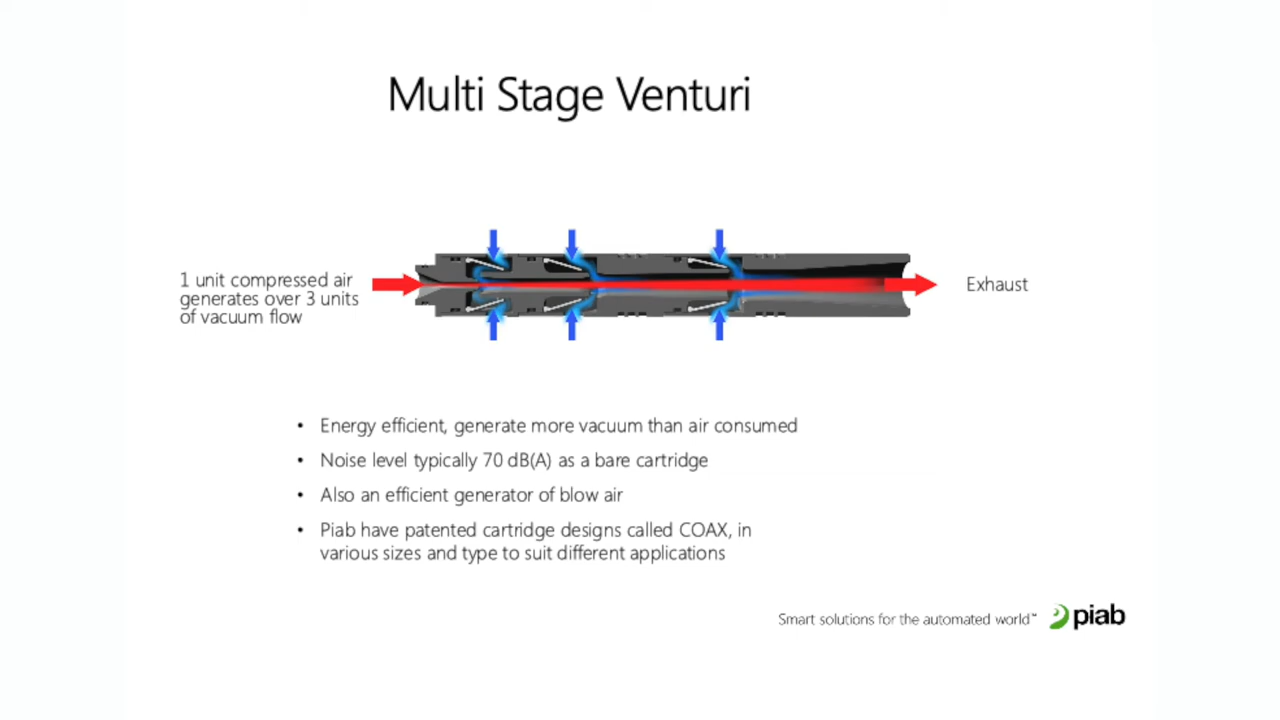 Multi Stage Venturi
1 unit compressed air
generates over 3 units
of vacuum flow
Exhaust
• Energy efficient, generate more vacuum than air consumed
• Noise level typically 70 dB(A) as a bare cartridge
• Also an efficient generator of blow air
• Piab have patented cartridge designs called COAX, in
various sizes and type to suit different applications
Smart solutions for the automated world™
piab